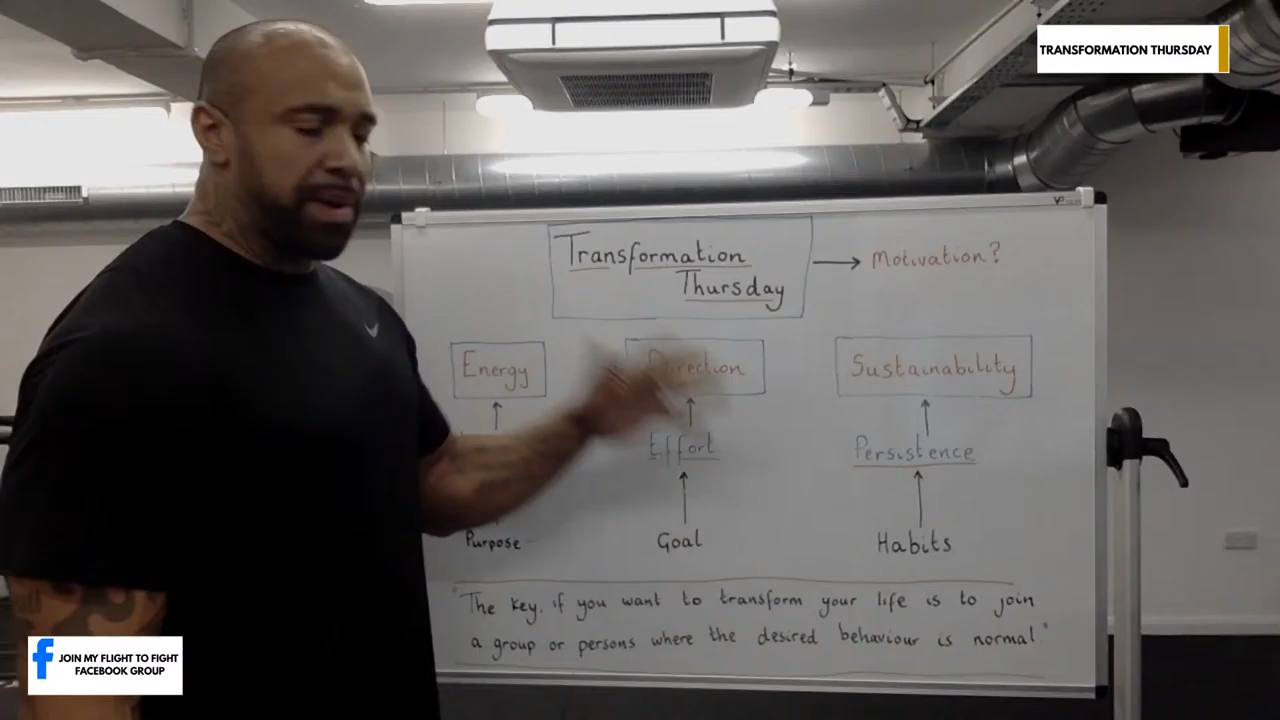 TRANSFORMATION THURSDAY
Transformation
Thursday
Motivation?
Energy
Direction
Sustainability
Effort
Persistence
Purpose
Goal
Habits
"The key, if you want to transform your life is to join
a group or persons where the desired behaviour is normal"
JOIN MY FLIGHT TO FIGHT
FACEBOOK GROUP